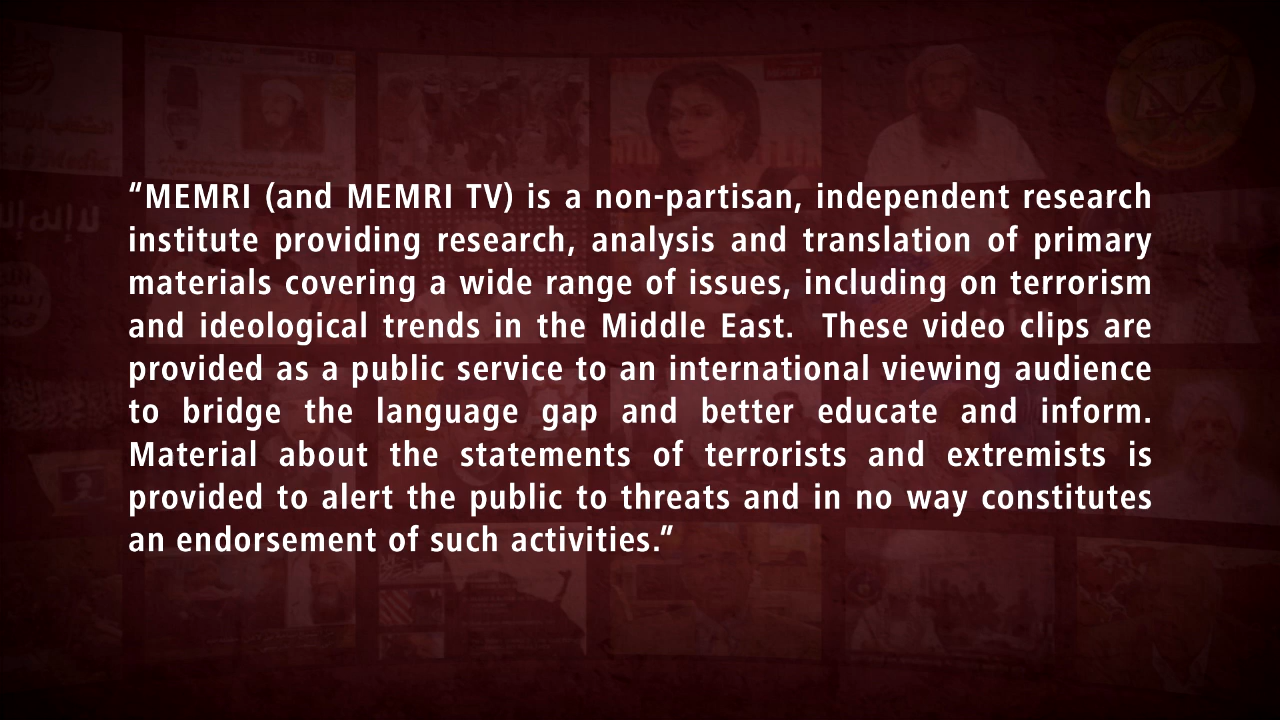 “MEMRI (and MEMRI TV) is a non-partisan, independent research
institute providing research, analysis and translation of primary
materials covering a wide range of issues, including on terrorism
and ideological trends in the Middle East.  These video clips are
provided as a public service to an international viewing audience
to bridge the language gap and better educate and inform.
Material about the statements of terrorists and extremists is
provided to alert the public to threats and in no way constitutes
an endorsement of such activities.”